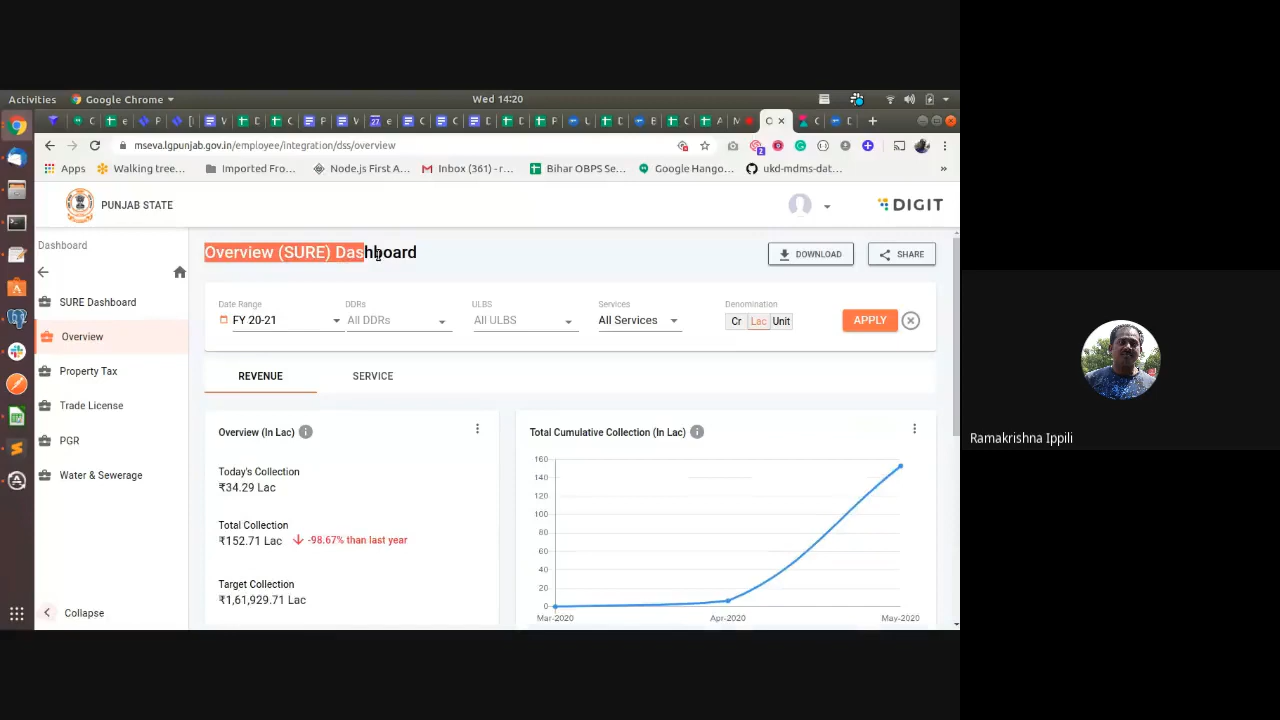 Activities Google Chrome Wed 14:20
mseva.lgpunjab.gov.in/employee/integration/dss/overview
Apps Walking tree... Imported Fro... Node.js First A... Inbox (361) - r... Bihar OBPS Se... Google Hango... ukd-mdms-dat... »
PUNJAB STATE DIGIT
Dashboard
SURE Dashboard
Overview
Property Tax
Trade License
PGR
Water & Sewerage
Collapse
Overview (SURE) Dashboard DOWNLOAD SHARE
Date Range DDRs ULBS Services Denomination
FY 20-21 All DDRs All ULBS All Services Cr Lac Unit APPLY
REVENUE SERVICE
Overview (In Lac)
Today's Collection
₹34.29 Lac
Total Collection
₹152.71 Lac -98.67% than last year
Target Collection
₹1,61,929.71 Lac
Total Cumulative Collection (In Lac)
160
140
120
100
80
60
40
20
0
Mar-2020 Apr-2020 May-2020
Ramakrishna Ippili